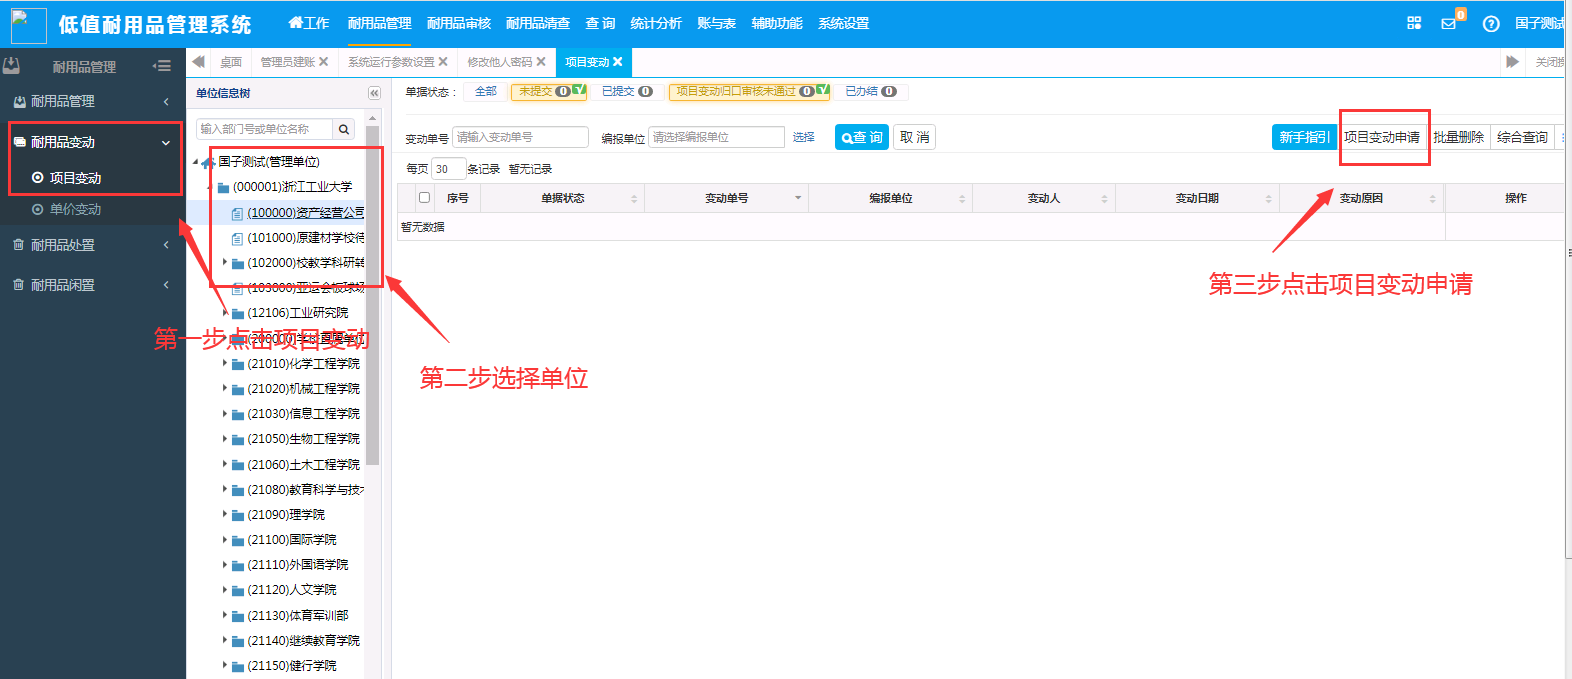 低值耐用品管理系统 工作 耐用品管理 耐用品审核 耐用品清查 查 询 统计分析 账与表 辅助功能 系统设置 0 国子测试
耐用品管理 桌面 管理员建账 系统运行参数设置 修改他人密码 项目变动 关闭
耐用品管理
耐用品变动
项目变动
单价变动
耐用品处置
耐用品闲置
单位信息树
输入部门号或单位名称
国子测试(管理单位)
(000001)浙江工业大学
(100000)资产经营公司
(101000)原建材学校待
(102000)校教学科研转
(103000)亚运会板球场
(12106)工业研究院
(200000)学校直属单位
(21010)化学工程学院
(21020)机械工程学院
(21030)信息工程学院
(21050)生物工程学院
(21060)土木工程学院
(21080)教育科学与技术
(21090)理学院
(21100)国际学院
(21110)外国语学院
(21120)人文学院
(21130)体育军训部
(21140)继续教育学院
(21150)健行学院
单据状态： 全部 未提交 0 已提交 0 项目变动归口审核未通过 0 已办结 0
变动单号 请输入变动单号 编报单位 请选择编报单位 选择 查 询 取 消 新手指引 项目变动申请 批量删除 综合查询
每页 30 条记录 暂无记录
序号 单据状态 变动单号 编报单位 变动人 变动日期 变动原因 操作
暂无数据
第一步点击项目变动
第二步选择单位
第三步点击项目变动申请